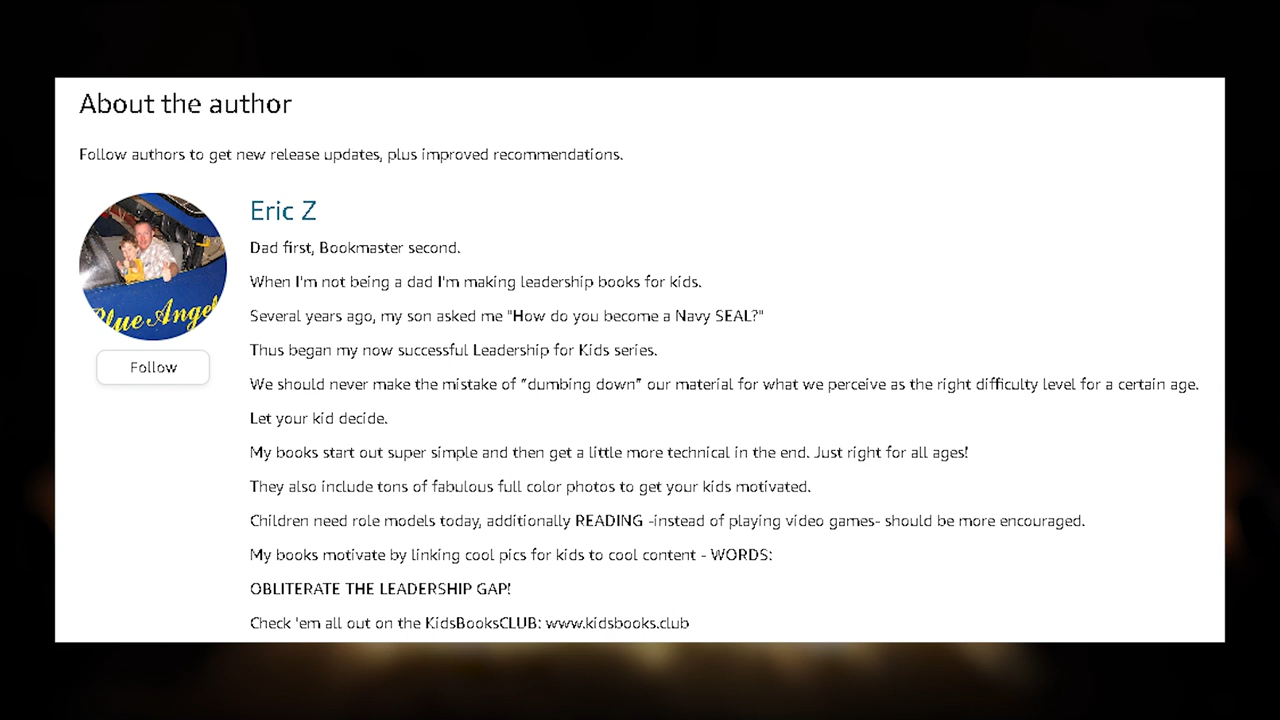 About the author
Follow authors to get new release updates, plus improved recommendations.
Eric Z
Dad first, Bookmaster second.
When I'm not being a dad I'm making leadership books for kids.
Several years ago, my son asked me "How do you become a Navy SEAL?"
Thus began my now successful Leadership for Kids series.
We should never make the mistake of “dumbing down” our material for what we perceive as the right difficulty level for a certain age.
Let your kid decide.
My books start out super simple and then get a little more technical in the end. Just right for all ages!
They also include tons of fabulous full color photos to get your kids motivated.
Children need role models today, additionally READING -instead of playing video games- should be more encouraged.
My books motivate by linking cool pics for kids to cool content - WORDS:
OBLITERATE THE LEADERSHIP GAP!
Check 'em all out on the KidsBooksCLUB: www.kidsbooks.club
Blue Angel
Follow